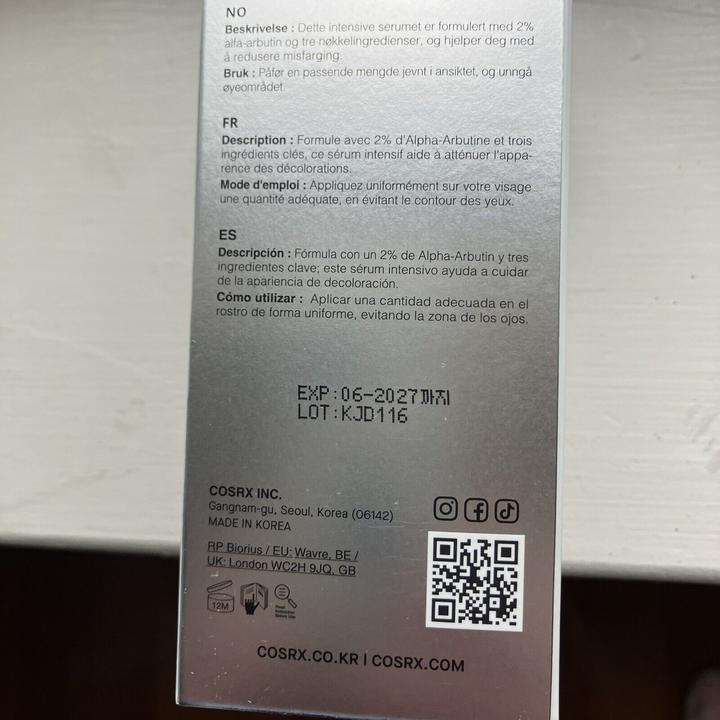 NO
Beskrivelse : Dette intensive serumet er formulert med 2%
alfa-arbutin og tre nøkkelingredienser, og hjelper deg med
å redusere misfarging.
Bruk : Påfør en passende mengde jevnt i ansiktet, og unngå
øyeområdet.
FR
Description : Formule avec 2% d'Alpha-Arbutine et trois
ingrédients clés, ce sérum intensif aide à atténuer l'appa-
rence des décolorations.
Mode d'emploi : Appliquez uniformément sur votre visage
une quantité adéquate, en évitant le contour des yeux.
ES
Descripción : Fórmula con un 2% de Alpha-Arbutin y tres
ingredientes clave; este sérum intensivo ayuda a cuidar
de la apariencia de decoloración.
Cómo utilizar : Aplicar una cantidad adecuada en el
rostro de forma uniforme, evitando la zona de los ojos.
EXP:06-2027까지
LOT:KJD116
COSRX INC.
Gangnam-gu, Seoul, Korea (06142)
MADE IN KOREA
RP Biorius / EU: Wavre, BE /
UK: London WC2H 9JQ, GB
12M
Read
Instruction
Before Use
COSRX.CO.KR I COSRX.COM